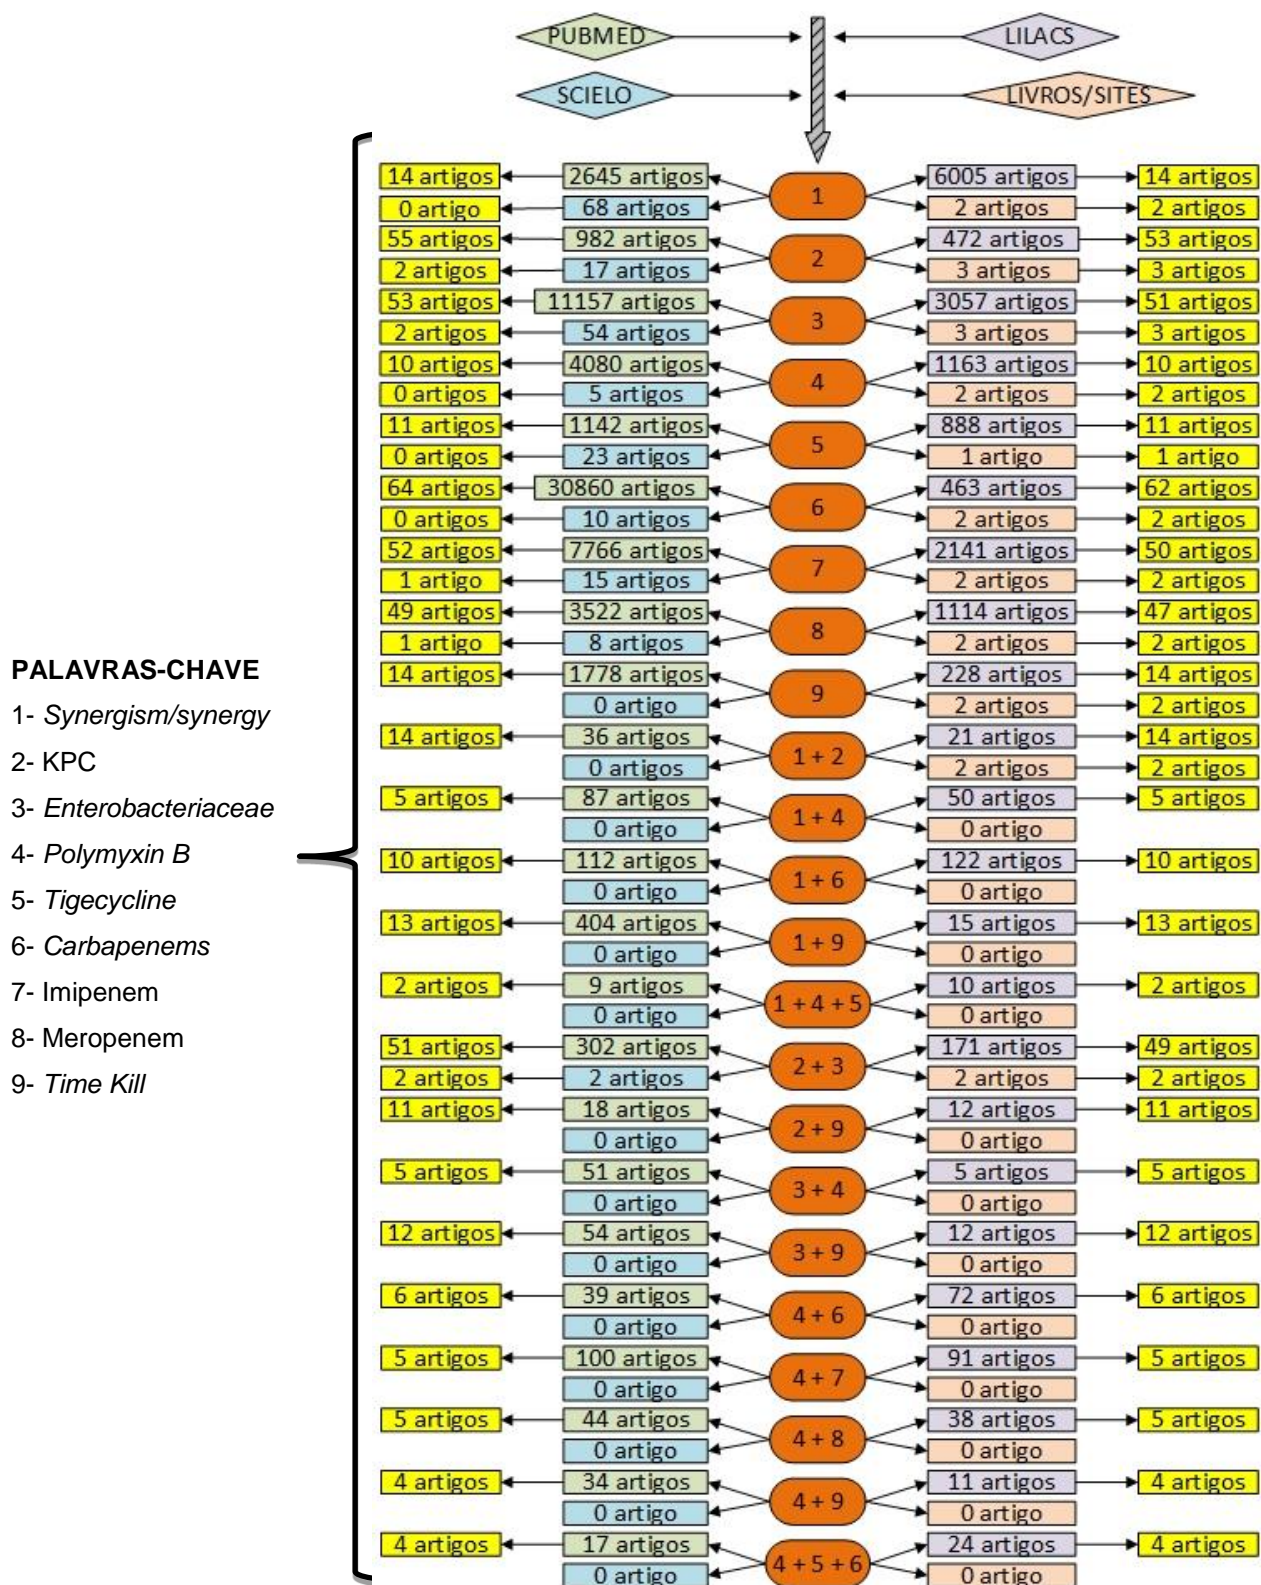 PUBMED LILACS
SCIELO LIVROS/SITES
14 artigos 2645 artigos 1 6005 artigos 14 artigos
0 artigo 68 artigos 2 artigos 2 artigos
55 artigos 982 artigos 2 472 artigos 53 artigos
2 artigos 17 artigos 3 artigos 3 artigos
53 artigos 11157 artigos 3 3057 artigos 51 artigos
2 artigos 54 artigos 3 artigos 3 artigos
10 artigos 4080 artigos 4 1163 artigos 10 artigos
0 artigos 5 artigos 2 artigos 2 artigos
11 artigos 1142 artigos 5 888 artigos 11 artigos
0 artigos 23 artigos 1 artigo 1 artigo
64 artigos 30860 artigos 6 463 artigos 62 artigos
0 artigos 10 artigos 2 artigos 2 artigos
52 artigos 7766 artigos 7 2141 artigos 50 artigos
1 artigo 15 artigos 2 artigos 2 artigos
49 artigos 3522 artigos 8 1114 artigos 47 artigos
1 artigo 8 artigos 2 artigos 2 artigos
14 artigos 1778 artigos 9 228 artigos 14 artigos
0 artigo 2 artigos 2 artigos
14 artigos 36 artigos 1 + 2 21 artigos 14 artigos
0 artigos 2 artigos 2 artigos
5 artigos 87 artigos 1 + 4 50 artigos 5 artigos
0 artigo 0 artigo
10 artigos 112 artigos 1 + 6 122 artigos 10 artigos
0 artigo 0 artigo
13 artigos 404 artigos 1 + 9 15 artigos 13 artigos
0 artigo 0 artigo
2 artigos 9 artigos 1 + 4 + 5 10 artigos 2 artigos
0 artigo 0 artigo
51 artigos 302 artigos 2 + 3 171 artigos 49 artigos
2 artigos 2 artigos 2 artigos 2 artigos
11 artigos 18 artigos 2 + 9 12 artigos 11 artigos
0 artigo 0 artigo
5 artigos 51 artigos 3 + 4 5 artigos 5 artigos
0 artigo 0 artigo
12 artigos 54 artigos 3 + 9 12 artigos 12 artigos
0 artigo 0 artigo
6 artigos 39 artigos 4 + 6 72 artigos 6 artigos
0 artigo 0 artigo
5 artigos 100 artigos 4 + 7 91 artigos 5 artigos
0 artigo 0 artigo
5 artigos 44 artigos 4 + 8 38 artigos 5 artigos
0 artigo 0 artigo
4 artigos 34 artigos 4 + 9 11 artigos 4 artigos
0 artigo 0 artigo
4 artigos 17 artigos 4 + 5 + 6 24 artigos 4 artigos
0 artigo 0 artigo
PALAVRAS-CHAVE
1- Synergism/synergy
2- KPC
3- Enterobacteriaceae
4- Polymyxin B
5- Tigecycline
6- Carbapenems
7- Imipenem
8- Meropenem
9- Time Kill